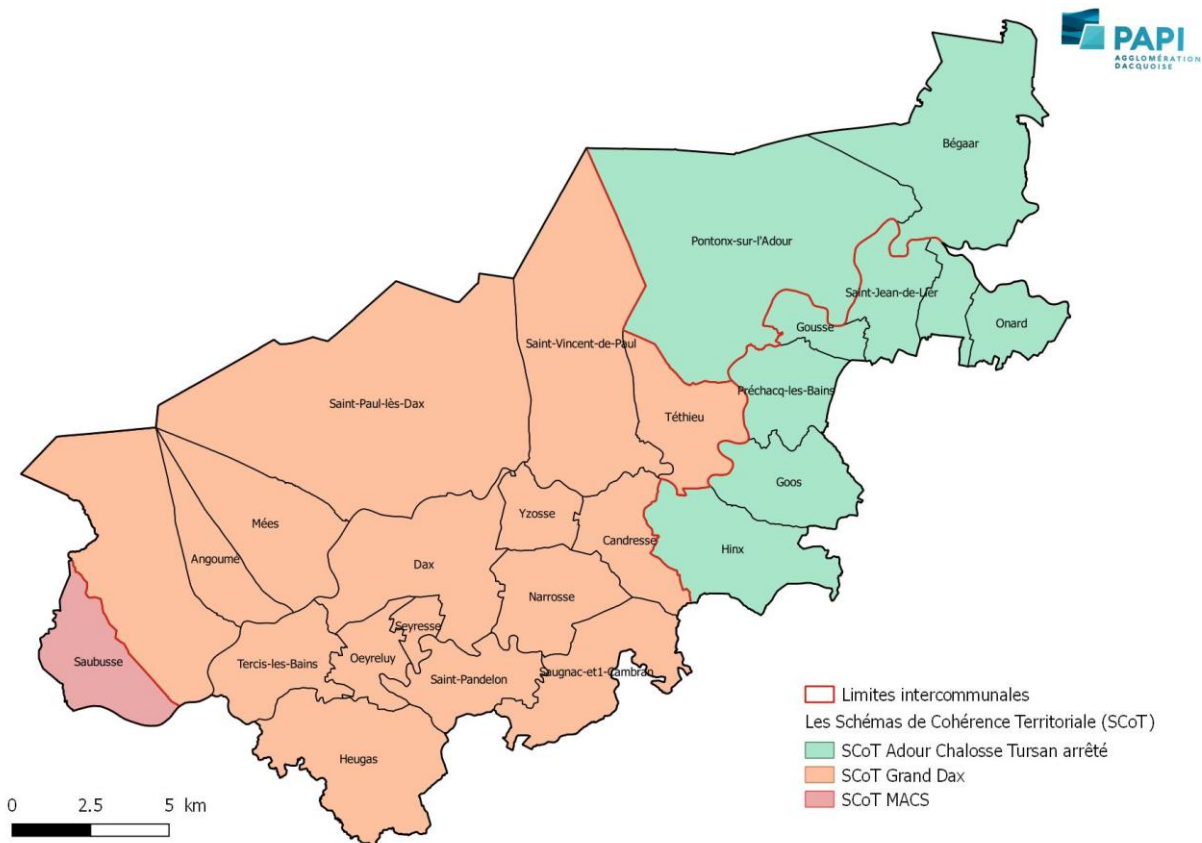 PAPI
AGGLOMÉRATION
DACQUOISE
Bégaar
Pontonx-sur-l'Adour
Saint-Jean-de-Lier
Onard
Gousse
Saint-Vincent-de-Paul
Préchacq-les-Bains
Saint-Paul-lès-Dax
Téthieu
Goos
Yzosse
Mées
Candresse
Hinx
Angoumé
Dax
Narrosse
Seyresse
Saubusse
Tercis-les-Bains
Oeyreluy
Saint-Pandelon
Saugnac-et1-Cambran
Heugas
Limites intercommunales
Les Schémas de Cohérence Territoriale (SCoT)
SCoT Adour Chalosse Tursan arrêté
SCoT Grand Dax
SCoT MACS
0 2.5 5 km